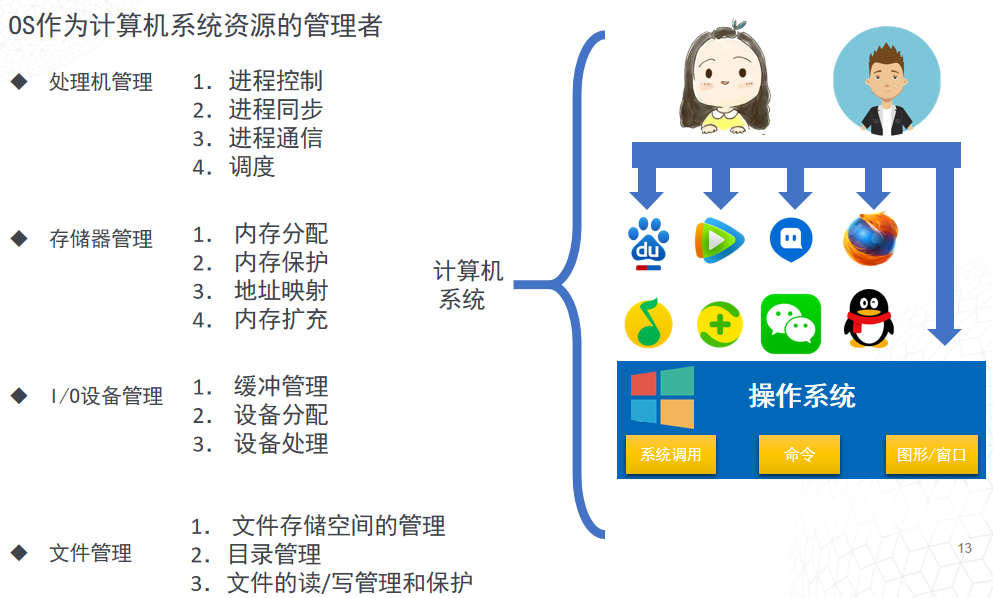 OS作为计算机系统资源的管理者
◆ 处理机管理
1. 进程控制
2. 进程同步
3. 进程通信
4. 调度
◆ 存储器管理
1. 内存分配
2. 内存保护
3. 地址映射
4. 内存扩充
◆ I/O设备管理
1. 缓冲管理
2. 设备分配
3. 设备处理
◆ 文件管理
1. 文件存储空间的管理
2. 目录管理
3. 文件的读/写管理和保护
计算机
系统
du
操作系统
系统调用
命令
图形/窗口
13